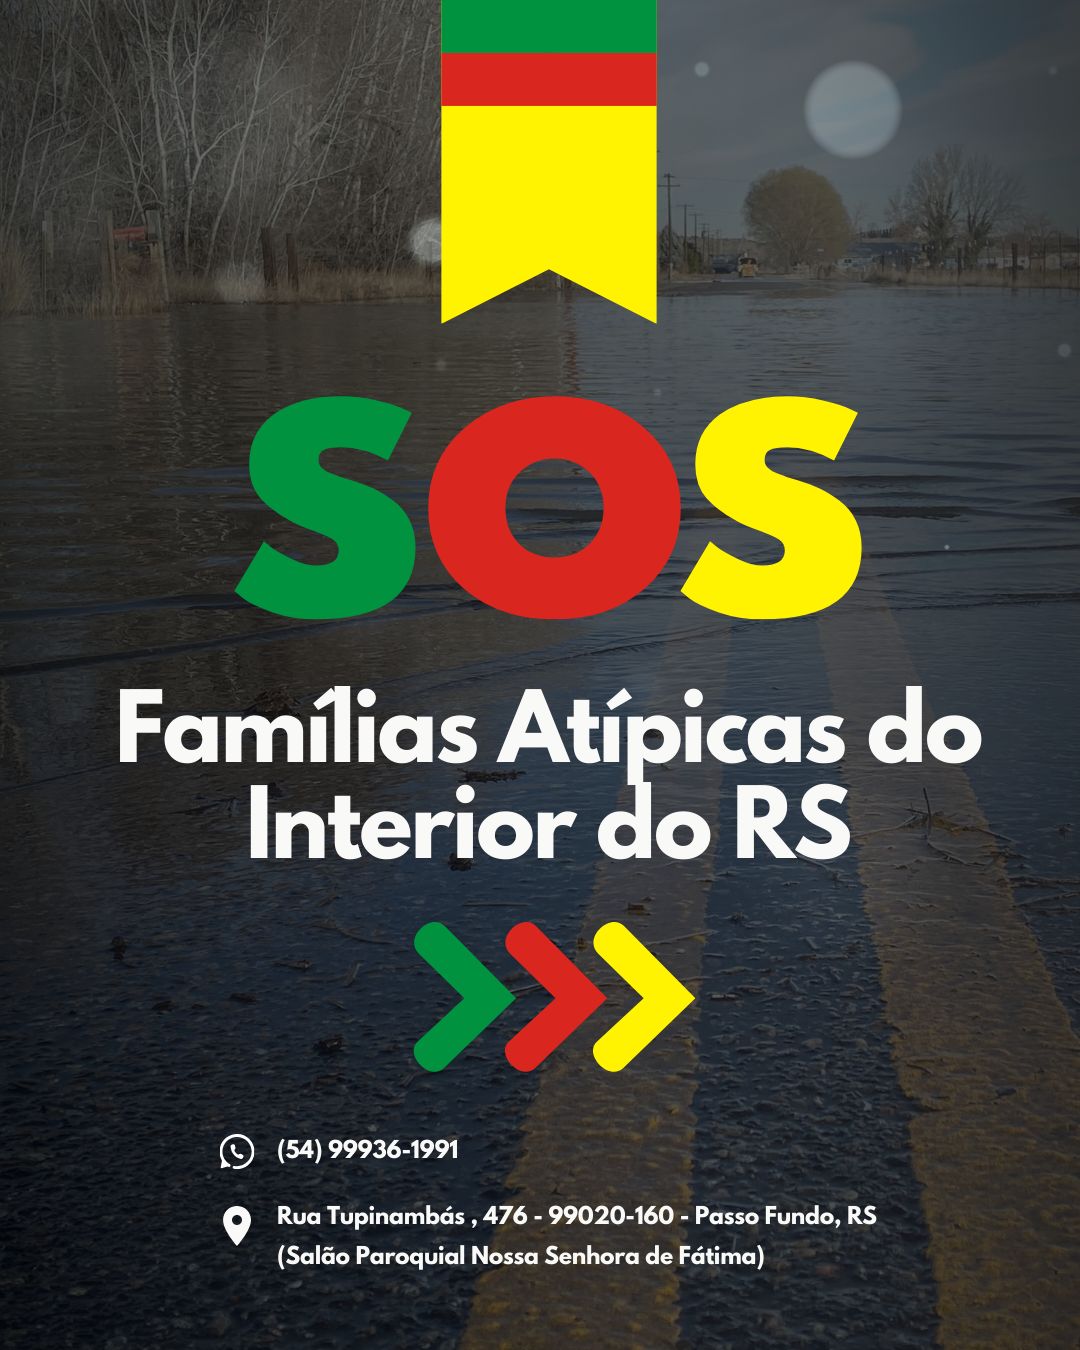 SOS
Famílias Atípicas do
Interior do RS
(54) 99936-1991
Rua Tupinambás , 476 - 99020-160 - Passo Fundo, RS
(Salão Paroquial Nossa Senhora de Fátima)